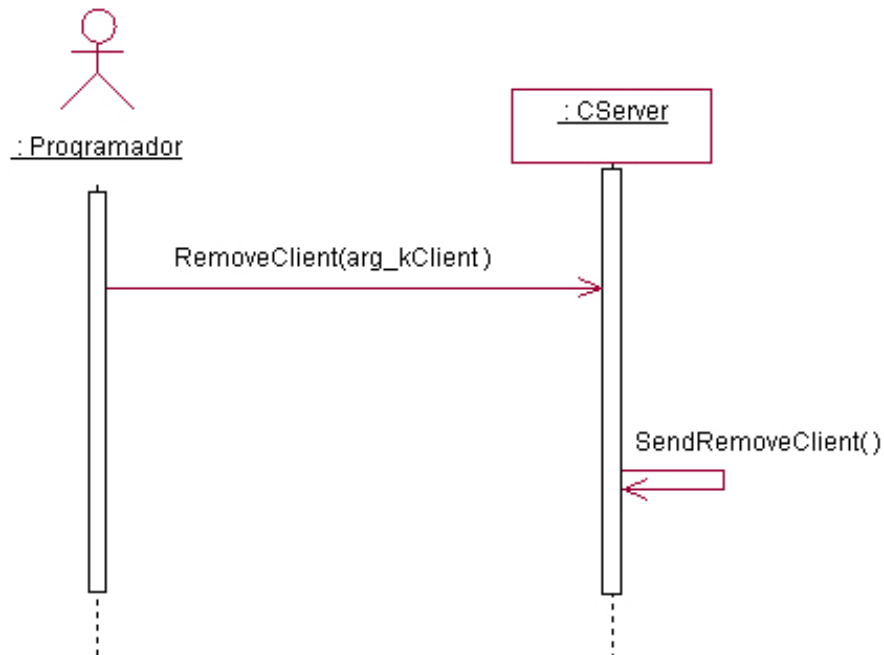 : Programador
: CServer
RemoveClient(arg_kClient )
SendRemoveClient( )